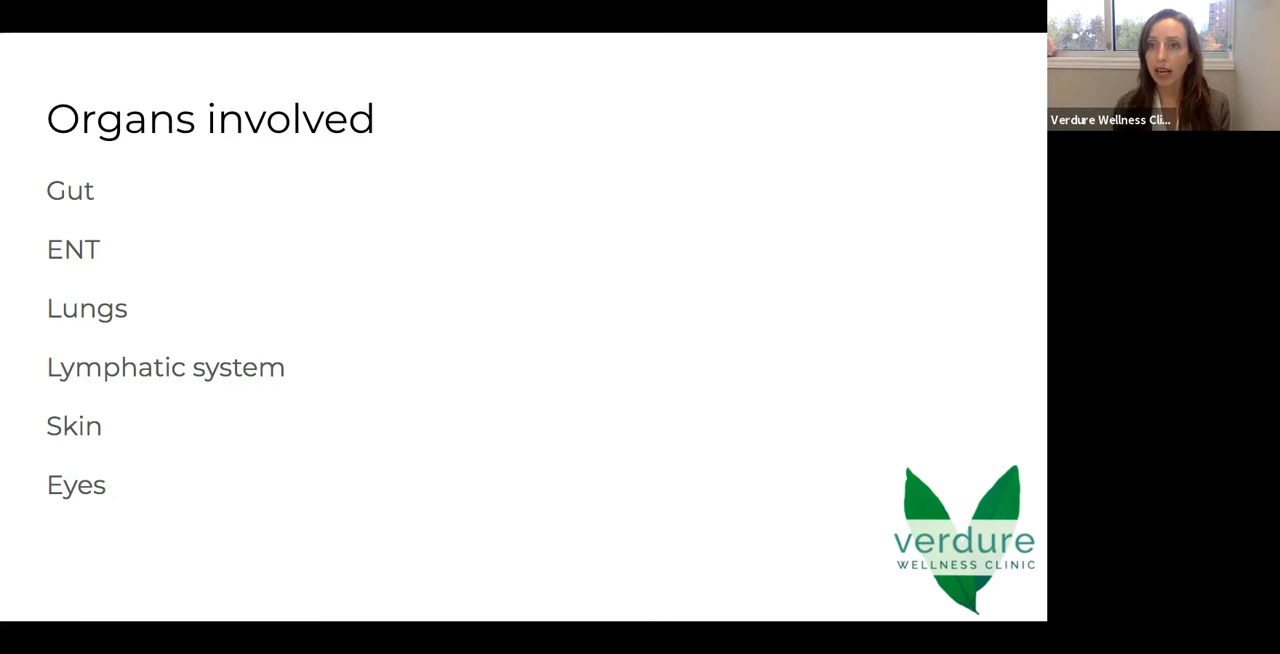 Organs involved
Gut
ENT
Lungs
Lymphatic system
Skin
Eyes
verdure
WELLNESS CLINIC
Verdure Wellness Cli...